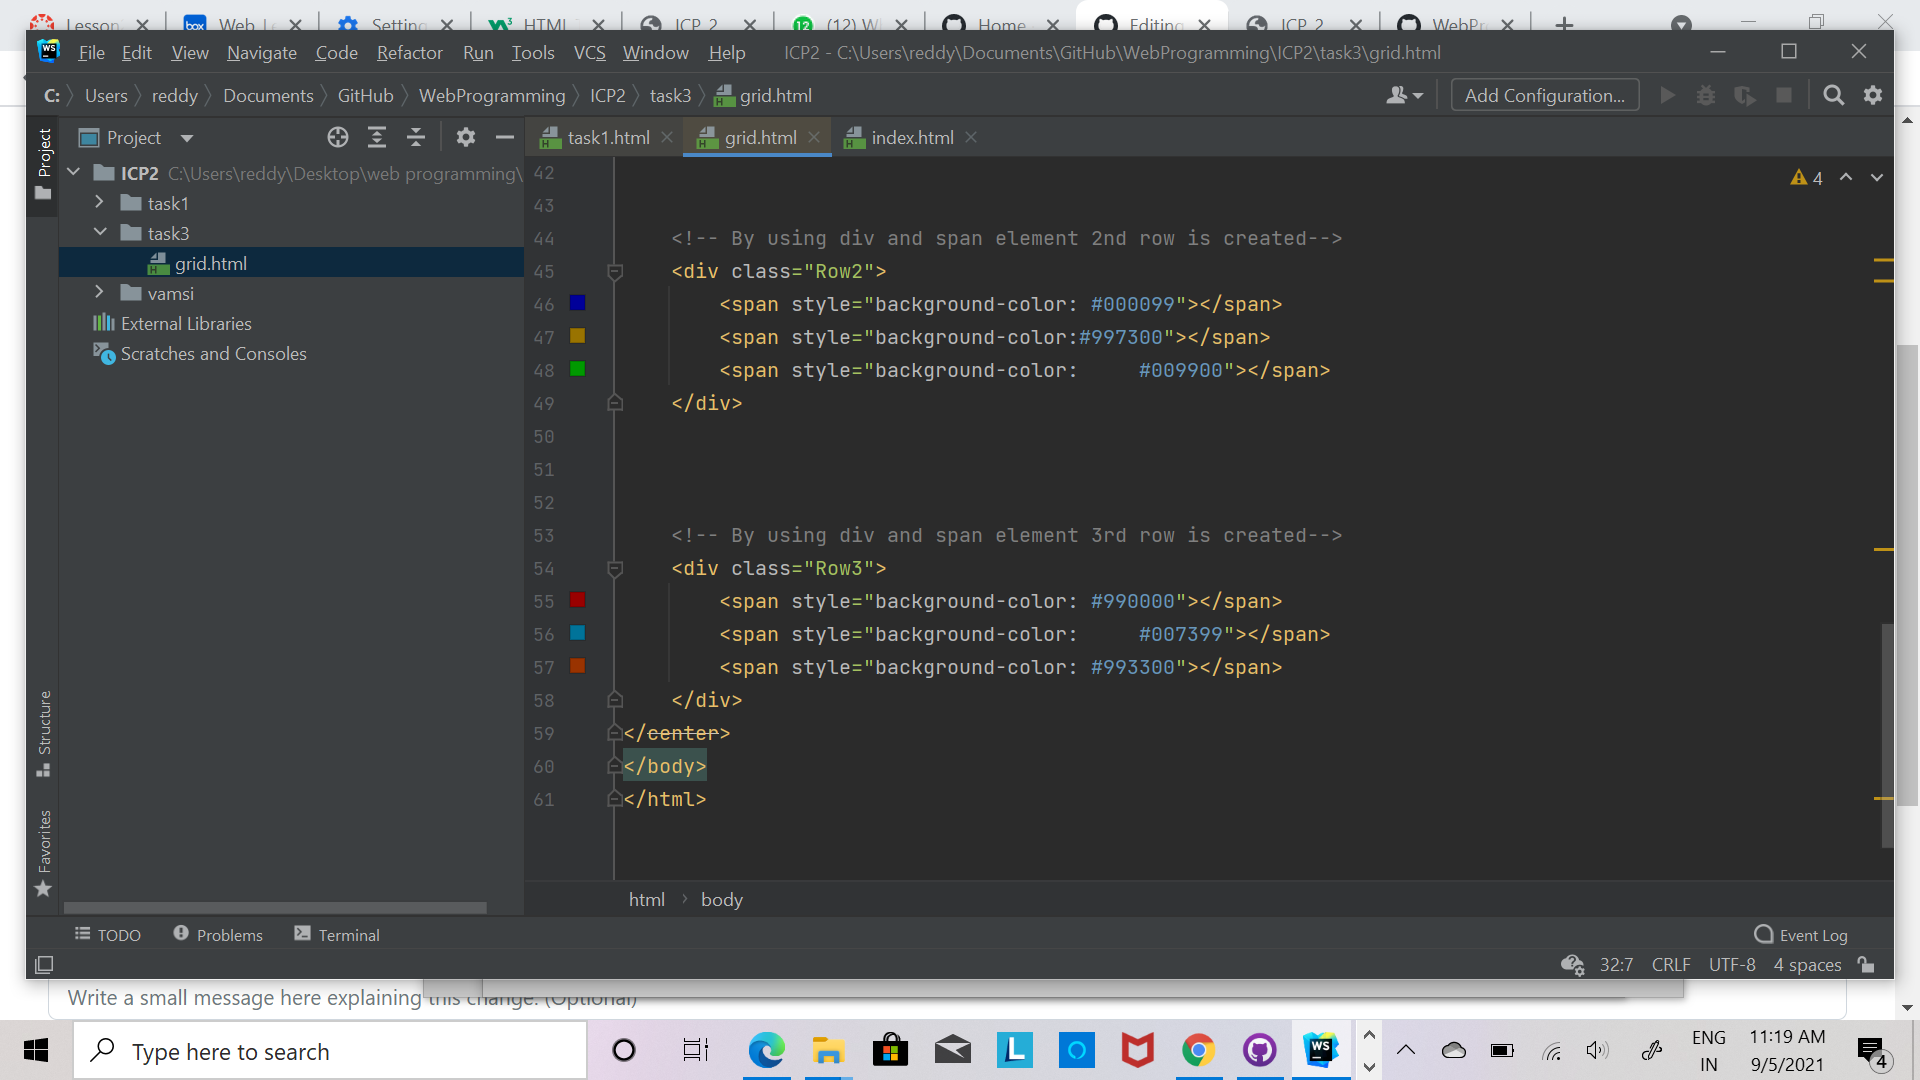 Lesson
Web Le
Setting
HTML
ICP 2
(12) W
Home
Editing
ICP 2
WebPr
File Edit View Navigate Code Refactor Run Tools VCS Window Help ICP2 - C:\Users\reddy\Documents\GitHub\WebProgramming\ICP2\task3\grid.html
C: Users reddy Documents GitHub WebProgramming ICP2 task3 grid.html Add Configuration...
Project
Project
task1.html grid.html index.html
ICP2 C:\Users\reddy\Desktop\web programming\
task1
task3
grid.html
vamsi
External Libraries
Scratches and Consoles
Structure
Favorites
4
42
43
44 <!-- By using div and span element 2nd row is created-->
45 <div class="Row2">
46 <span style="background-color: #000099"></span>
47 <span style="background-color:#997300"></span>
48 <span style="background-color: #009900"></span>
49 </div>
50
51
52
53 <!-- By using div and span element 3rd row is created-->
54 <div class="Row3">
55 <span style="background-color: #990000"></span>
56 <span style="background-color: #007399"></span>
57 <span style="background-color: #993300"></span>
58 </div>
59 </center>
60 </body>
61 </html>
html body
TODO Problems Terminal Event Log
32:7 CRLF UTF-8 4 spaces
Write a small message here explaining this change. (Optional)
Type here to search
ENG
IN
11:19 AM
9/5/2021
4